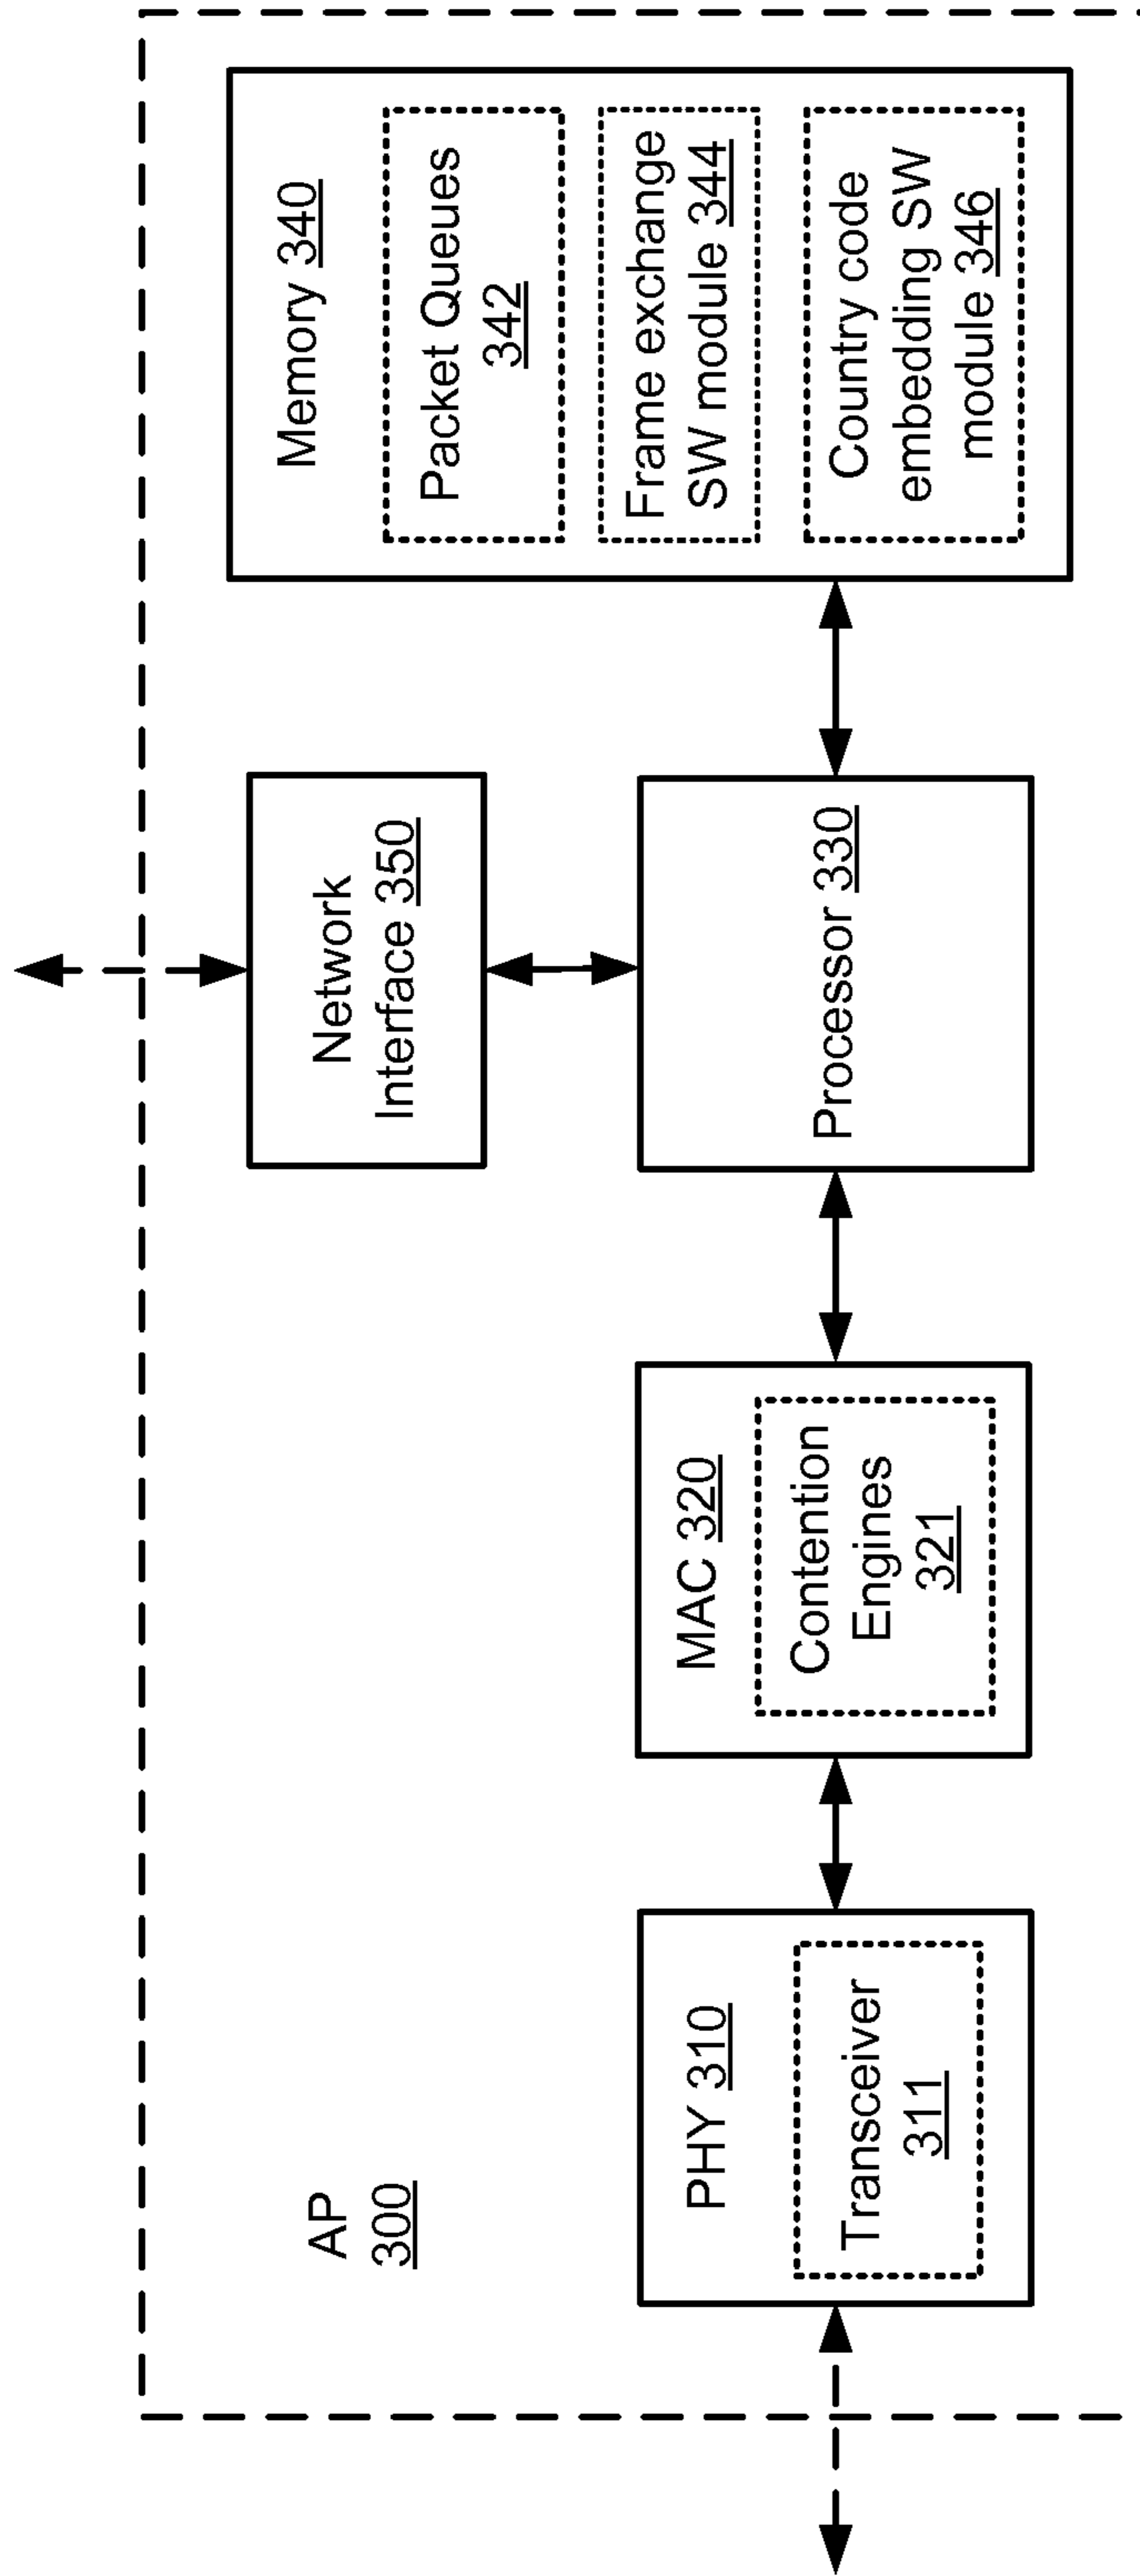 AP
300
PHY 310
Transceiver
311
MAC 320
Contention
Engines
321
Network
Interface 350
Processor 330
Memory 340
Packet Queues
342
Frame exchange
SW module 344
Country code
embedding SW
module 346